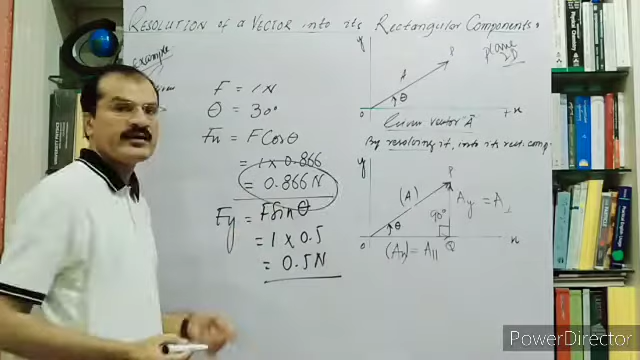 RESOLUTION of a VECTOR into its Rectangular Components.
example
F = 1N
θ = 30°
Fx = FCosθ
= 1 x 0.866
= 0.866 N
Fy = FSinθ
= 1 x 0.5
= 0.5N
y
P
A
θ
O
x
plane
2D
Given vector A
By resolving it, into its rect. comp.
y
P
(A)
90°
Ay = A⊥
θ
O
x
(Ax) = A||
Q
PowerDirector